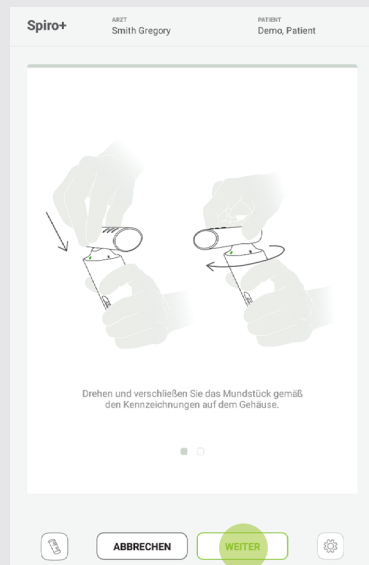 Spiro+
ARZT
Smith Gregory
PATIENT
Demo, Patient
Drehen und verschließen Sie das Mundstück gemäß
den Kennzeichnungen auf dem Gehäuse.
ABBRECHEN
WEITER